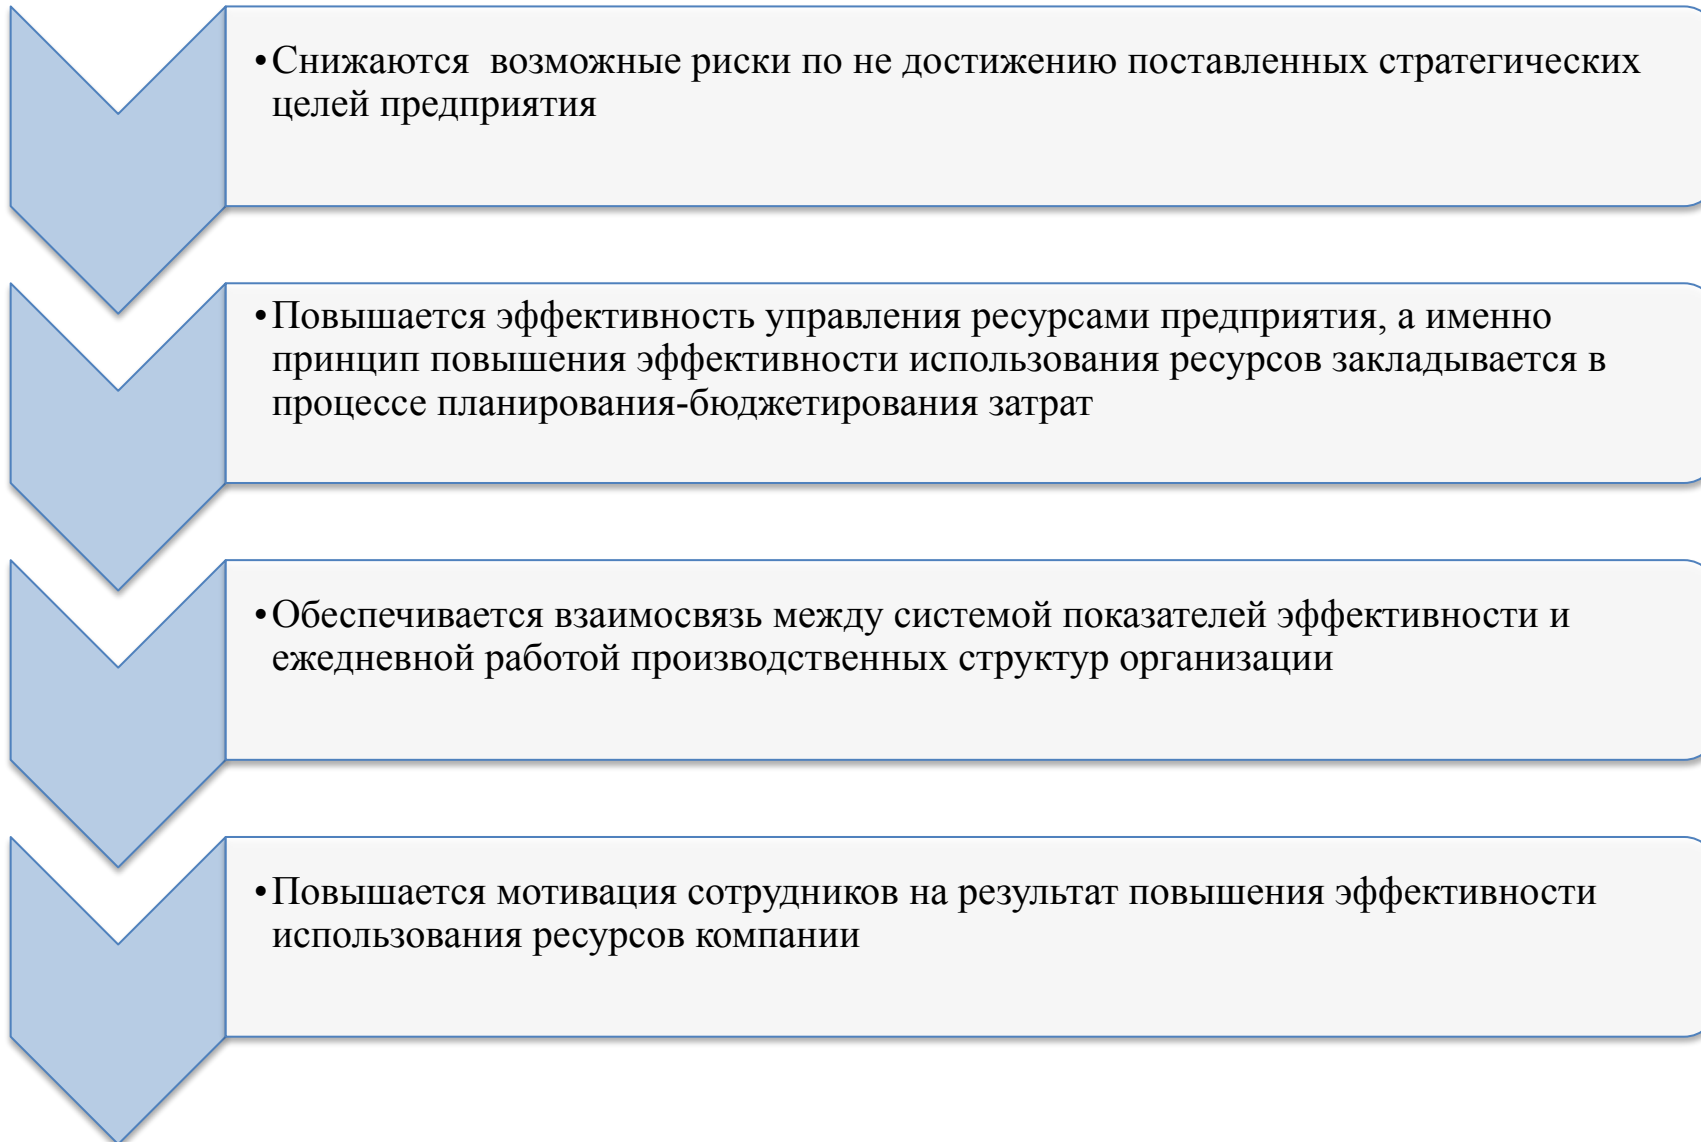 •Снижаются  возможные риски по не достижению поставленных стратегических
целей предприятия
•Повышается эффективность управления ресурсами предприятия, а именно
принцип повышения эффективности использования ресурсов закладывается в
процессе планирования-бюджетирования затрат
•Обеспечивается взаимосвязь между системой показателей эффективности и
ежедневной работой производственных структур организации
•Повышается мотивация сотрудников на результат повышения эффективности
использования ресурсов компании